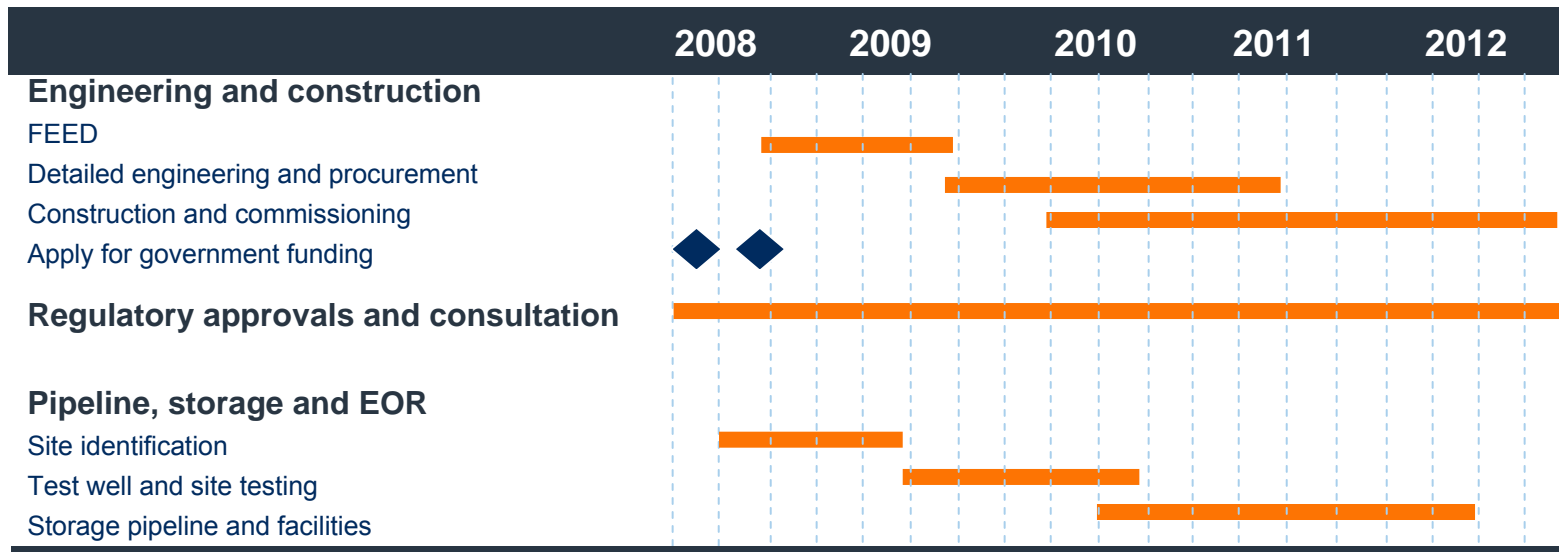 2008 2009 2010 2011 2012
Engineering and construction
FEED
Detailed engineering and procurement
Construction and commissioning
Apply for government funding
Regulatory approvals and consultation
Pipeline, storage and EOR
Site identification
Test well and site testing
Storage pipeline and facilities